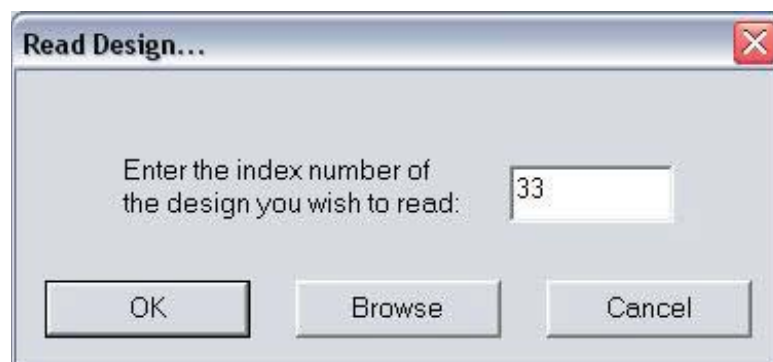 Read Design...
Enter the index number of
the design you wish to read:
33
OK
Browse
Cancel